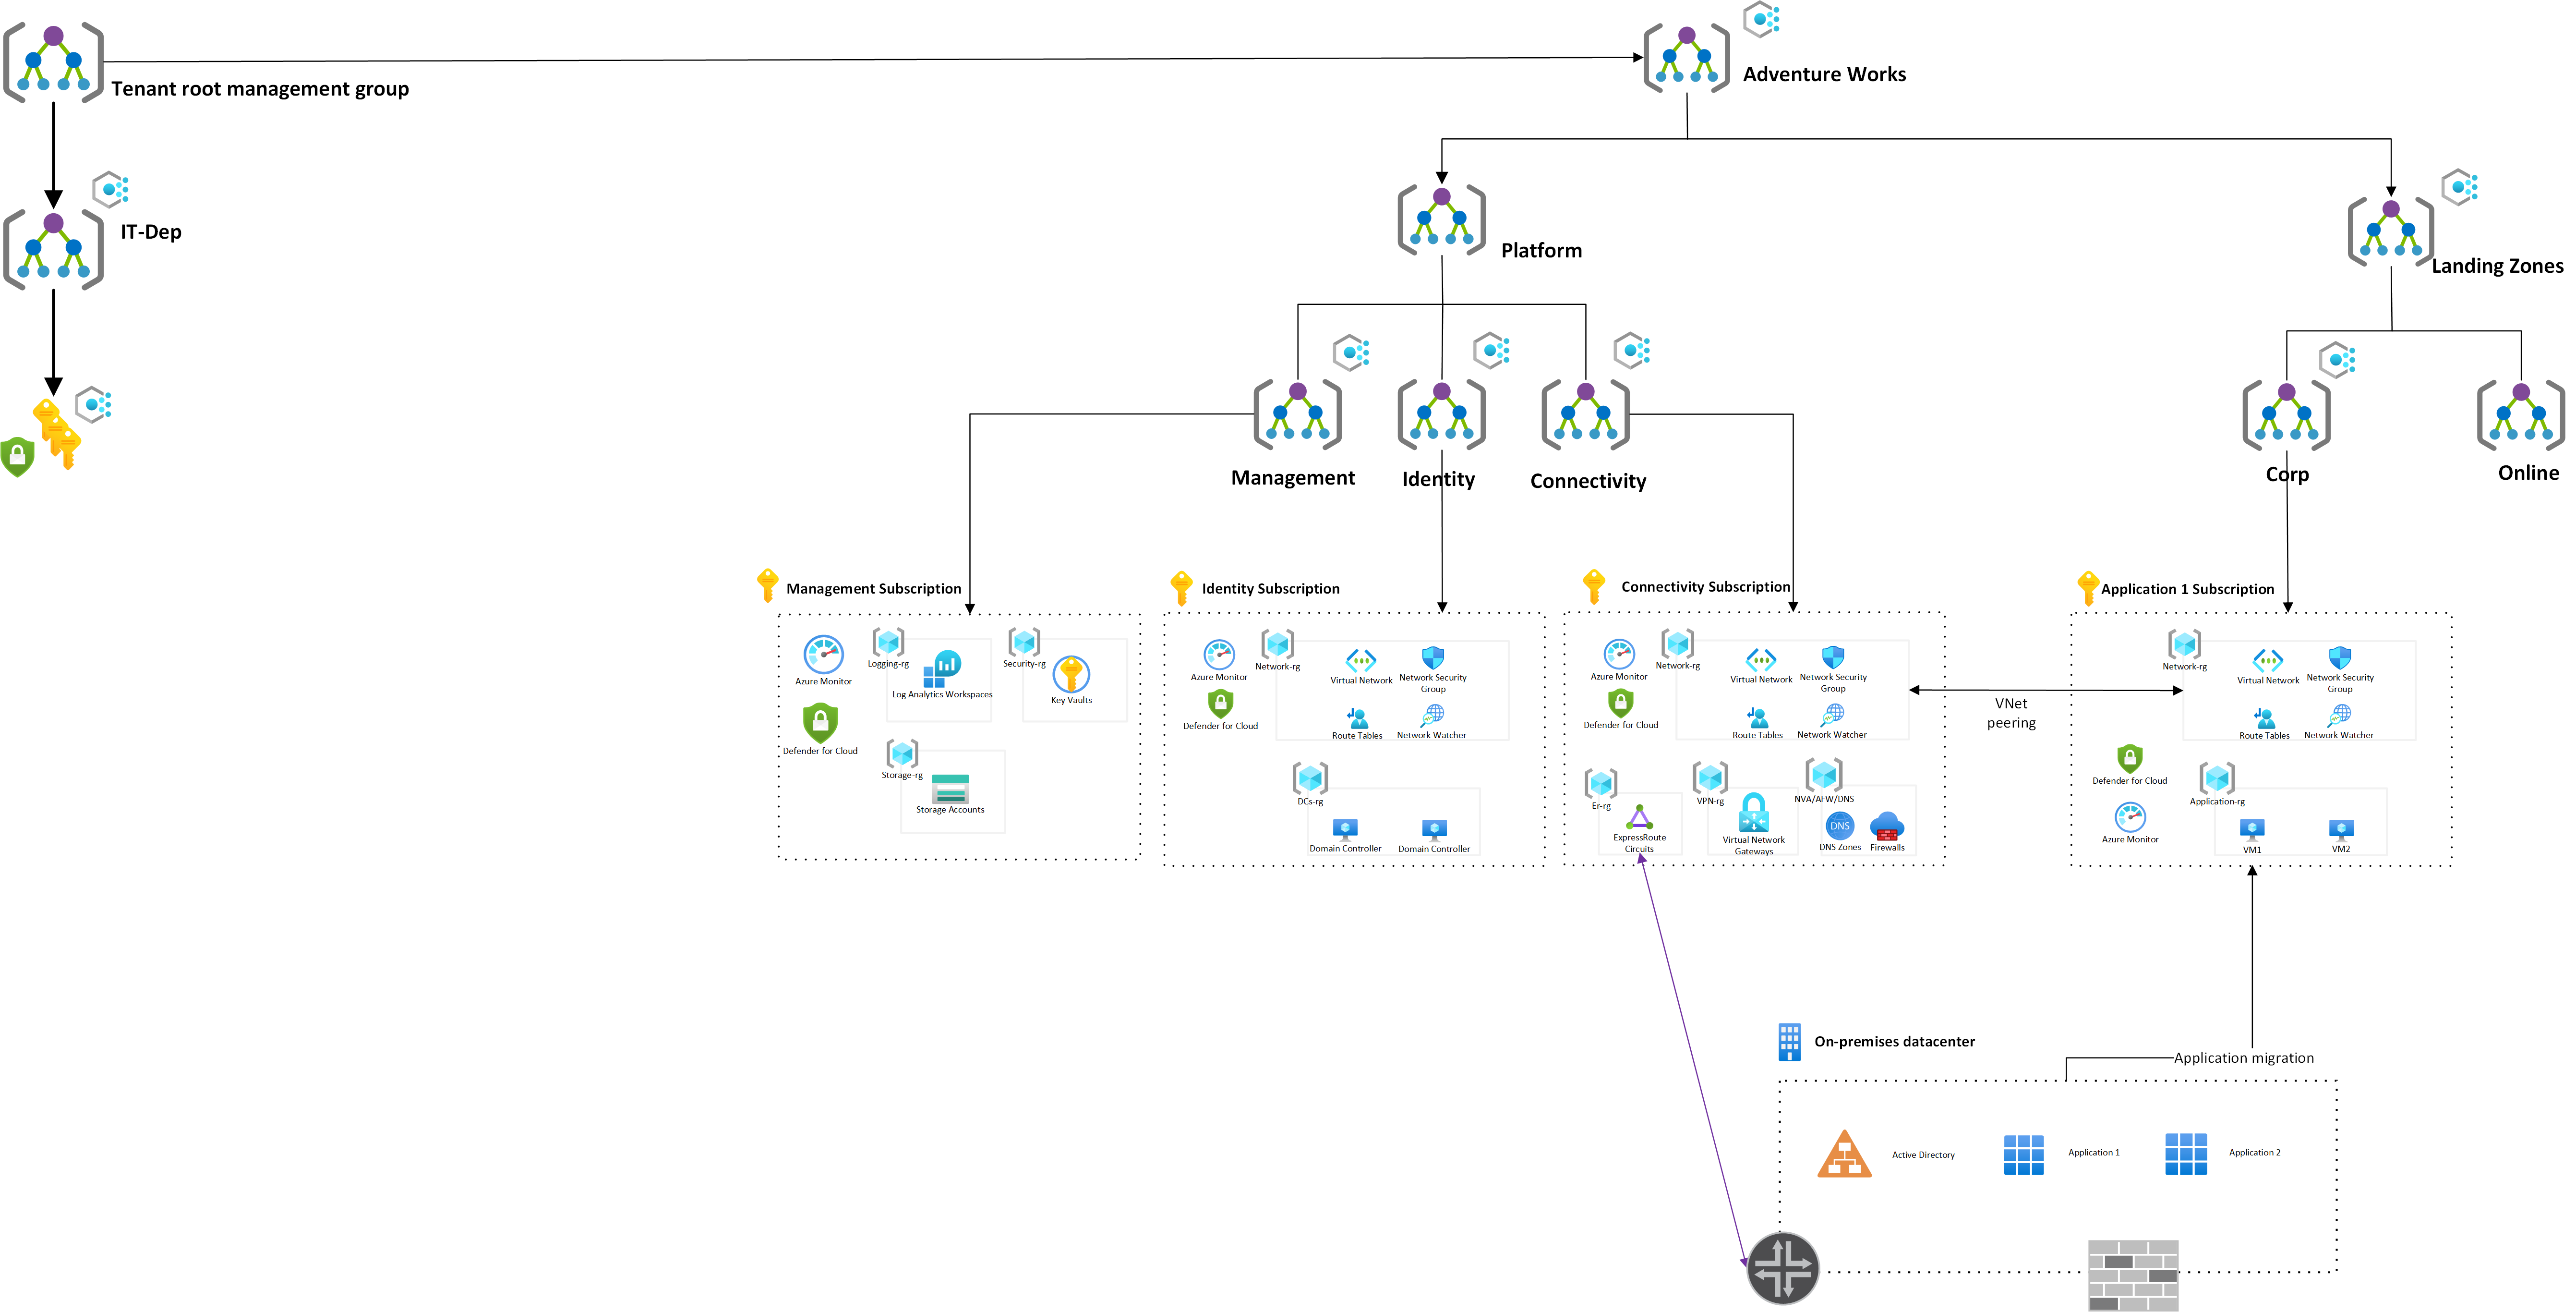 Tenant root management group
Adventure Works
IT-Dep
Platform
Landing Zones
Management
Identity
Connectivity
Corp
Online
Management Subscription
Azure Monitor
Defender for Cloud
Logging-rg
Log Analytics Workspaces
Security-rg
Key Vaults
Storage-rg
Storage Accounts
Identity Subscription
Azure Monitor
Defender for Cloud
Network-rg
Virtual Network
Network Security
Group
Route Tables
Network Watcher
DCs-rg
Domain Controller
Domain Controller
Connectivity Subscription
Azure Monitor
Defender for Cloud
Network-rg
Virtual Network
Network Security
Group
Route Tables
Network Watcher
Er-rg
ExpressRoute
Circuits
VPN-rg
Virtual Network
Gateways
NVA/AFW/DNS
DNS
DNS Zones
Firewalls
VNet
peering
Application 1 Subscription
Network-rg
Virtual Network
Network Security
Group
Route Tables
Network Watcher
Defender for Cloud
Azure Monitor
Application-rg
VM1
VM2
On-premises datacenter
Application migration
Active Directory
Application 1
Application 2